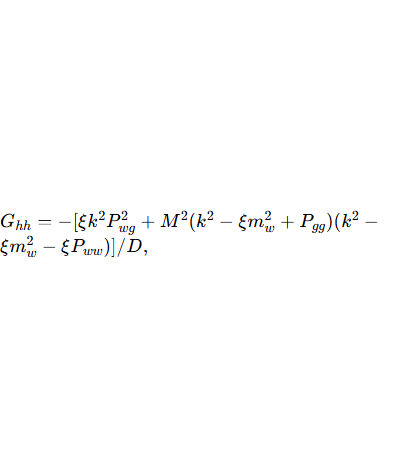 $G_{hh} = -[\xi k^2 P_{wg}^2 + M^2(k^2 - \xi m_w^2 + P_{gg})(k^2 -$
$\xi m_w^2 - \xi P_{ww})]/D,$